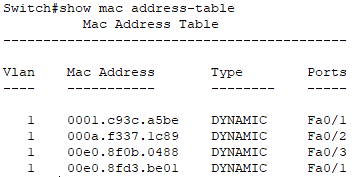 Switch#show mac address-table
Mac Address Table
-------------------------------------------
Vlan    Mac Address       Type        Ports
----    -----------       --------    -----
1    0001.c93c.a5be    DYNAMIC     Fa0/1
1    000a.f337.1c89    DYNAMIC     Fa0/2
1    00e0.8f0b.0488    DYNAMIC     Fa0/3
1    00e0.8fd3.be01    DYNAMIC     Fa0/1